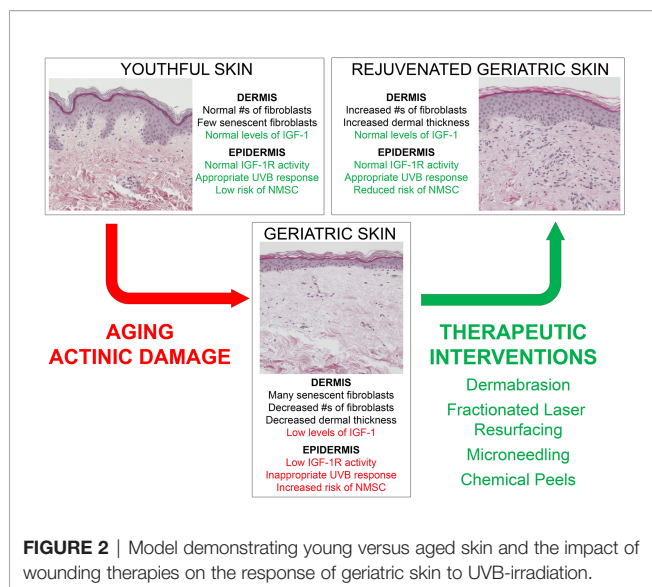 YOUTHFUL SKIN
DERMIS
Normal #s of fibroblasts
Few senescent fibroblasts
Normal levels of IGF-1
EPIDERMIS
Normal IGF-1R activity
Appropriate UVB response
Low risk of NMSC
REJUVENATED GERIATRIC SKIN
DERMIS
Increased #s of fibroblasts
Increased dermal thickness
Normal levels of IGF-1
EPIDERMIS
Normal IGF-1R activity
Appropriate UVB response
Reduced risk of NMSC
AGING
ACTINIC DAMAGE
GERIATRIC SKIN
DERMIS
Many senescent fibroblasts
Decreased #s of fibroblasts
Decreased dermal thickness
Low levels of IGF-1
EPIDERMIS
Low IGF-1R activity
Inappropriate UVB response
Increased risk of NMSC
THERAPEUTIC
INTERVENTIONS
Dermabrasion
Fractionated Laser
Resurfacing
Microneedling
Chemical Peels
FIGURE 2 | Model demonstrating young versus aged skin and the impact of
wounding therapies on the response of geriatric skin to UVB-irradiation.